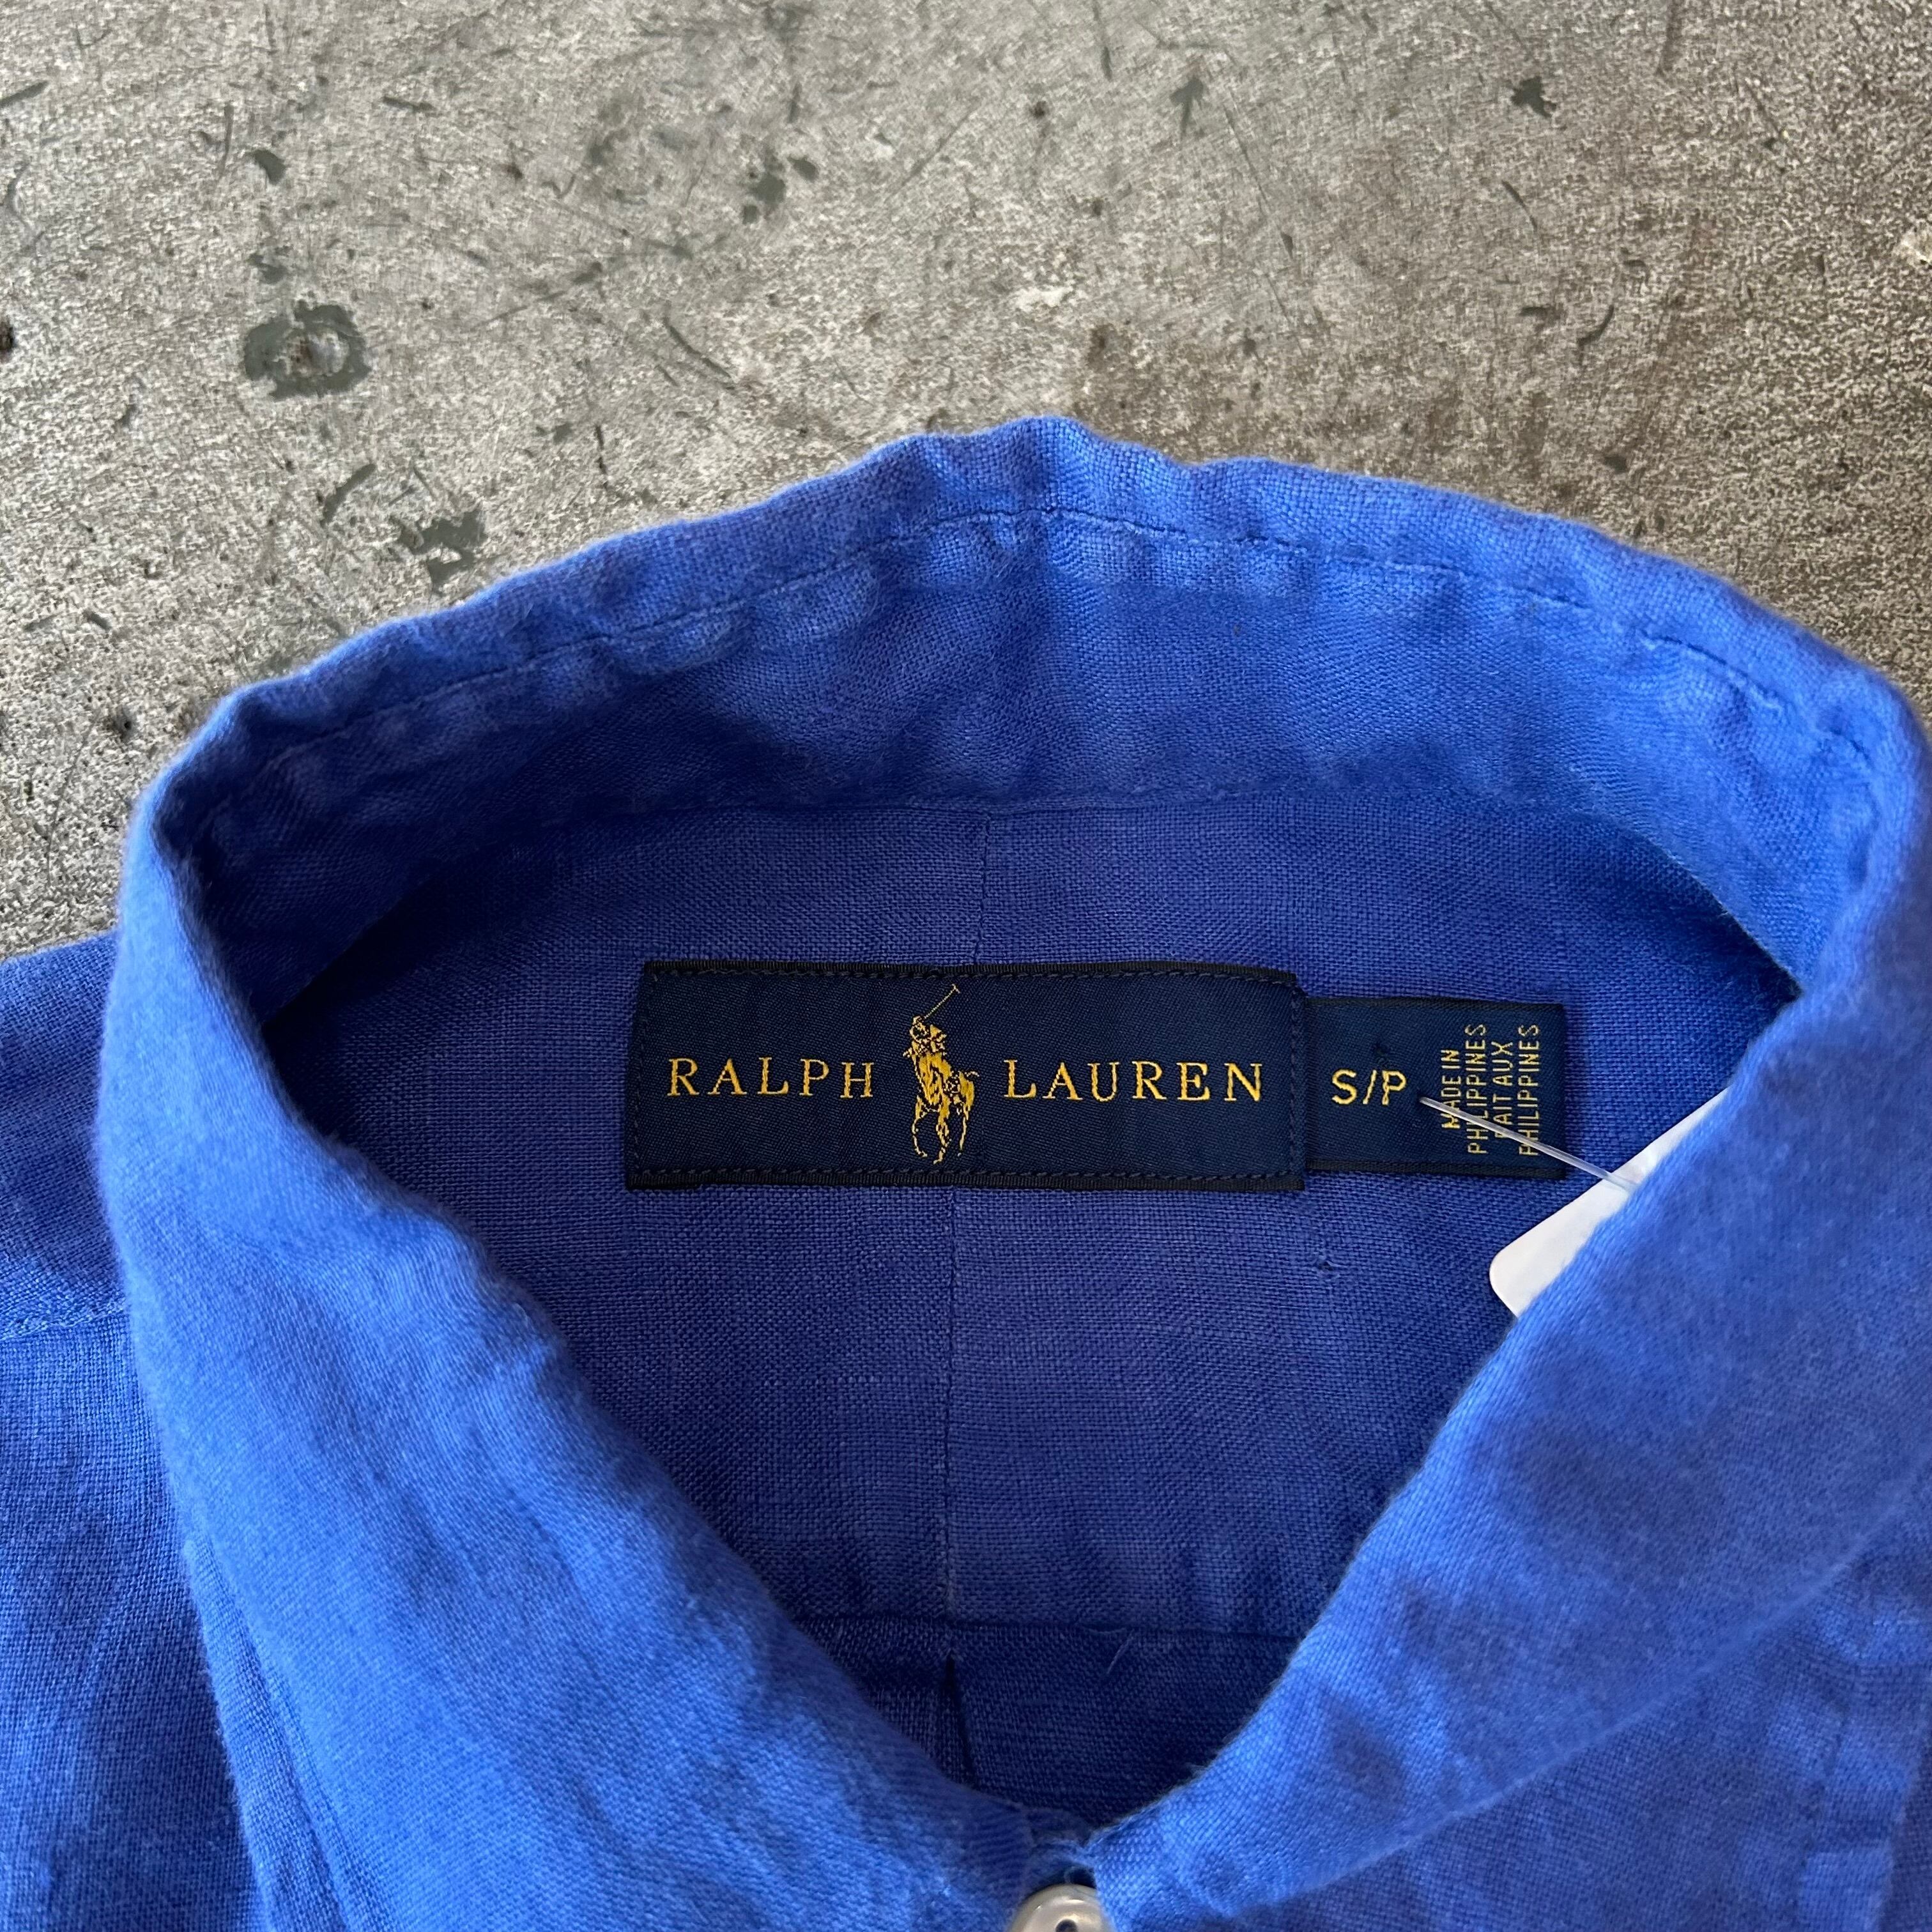 RALPH LAUREN
S/P
MADE IN
PHILIPPINES
FAIT AUX
PHILIPPINES